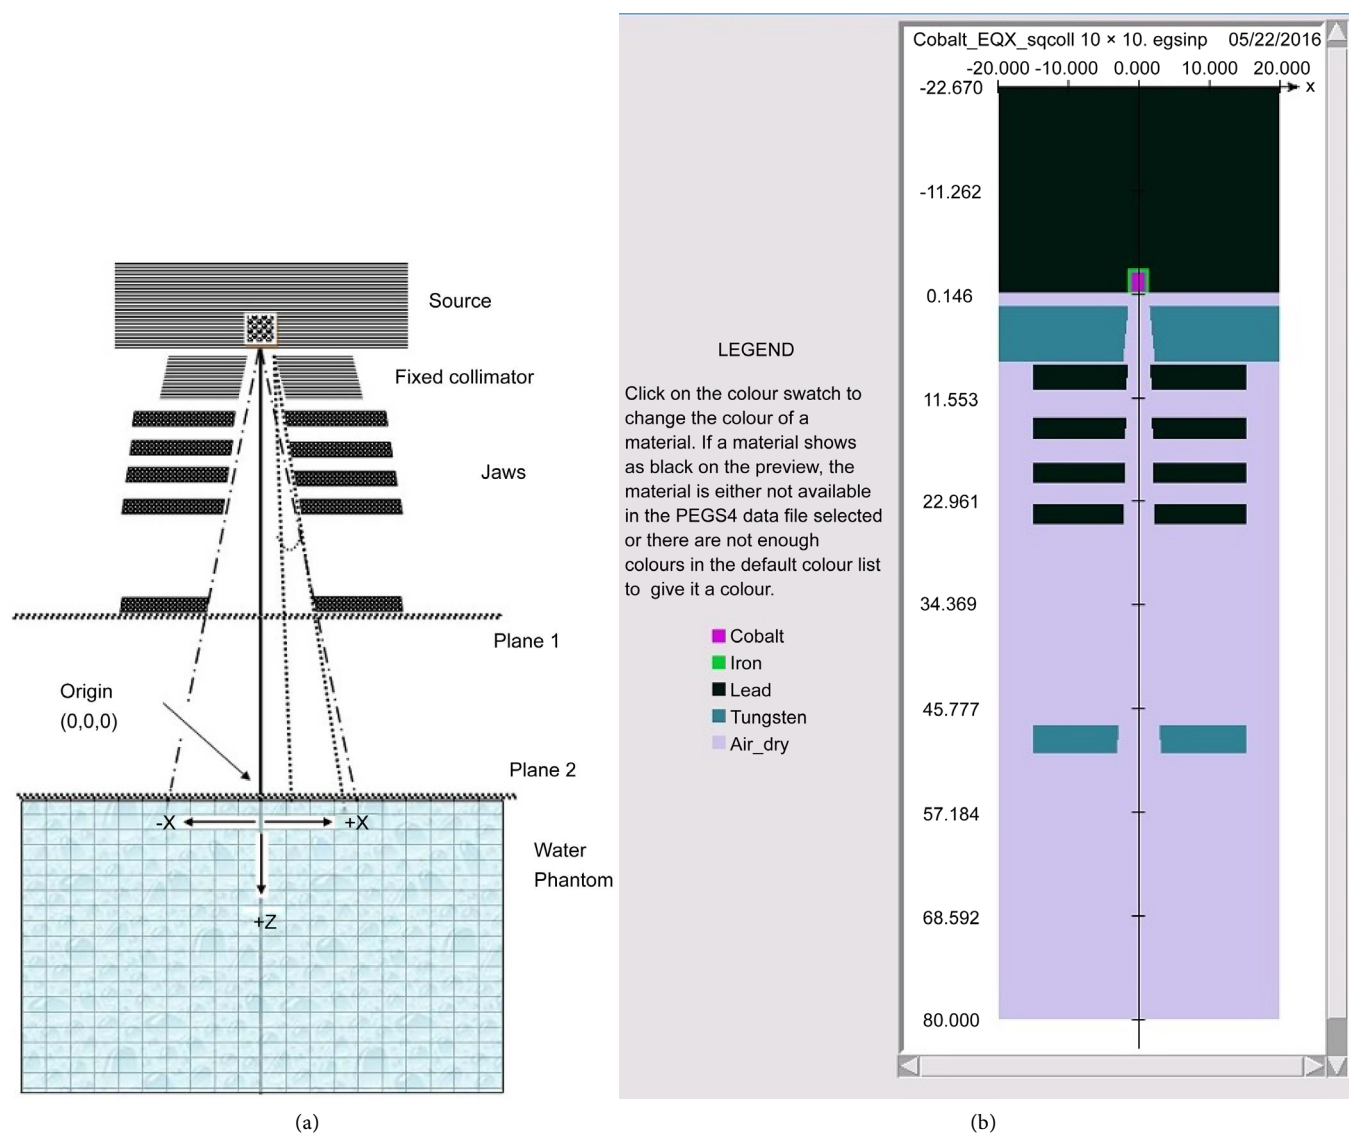 Source
Fixed collimator
Jaws
Plane 1
Origin
(0,0,0)
Plane 2
-X
+X
+Z
Water
Phantom
(a)
Cobalt_EQX_sqcoll 10 × 10. egsinp 05/22/2016
-20.000 -10.000 0.000 10.000 20.000
x
-22.670
-11.262
0.146
11.553
22.961
34.369
45.777
57.184
68.592
80.000
LEGEND
Click on the colour swatch to
change the colour of a
material. If a material shows
as black on the preview, the
material is either not available
in the PEGS4 data file selected
or there are not enough
colours in the default colour list
to give it a colour.
Cobalt
Iron
Lead
Tungsten
Air_dry
(b)